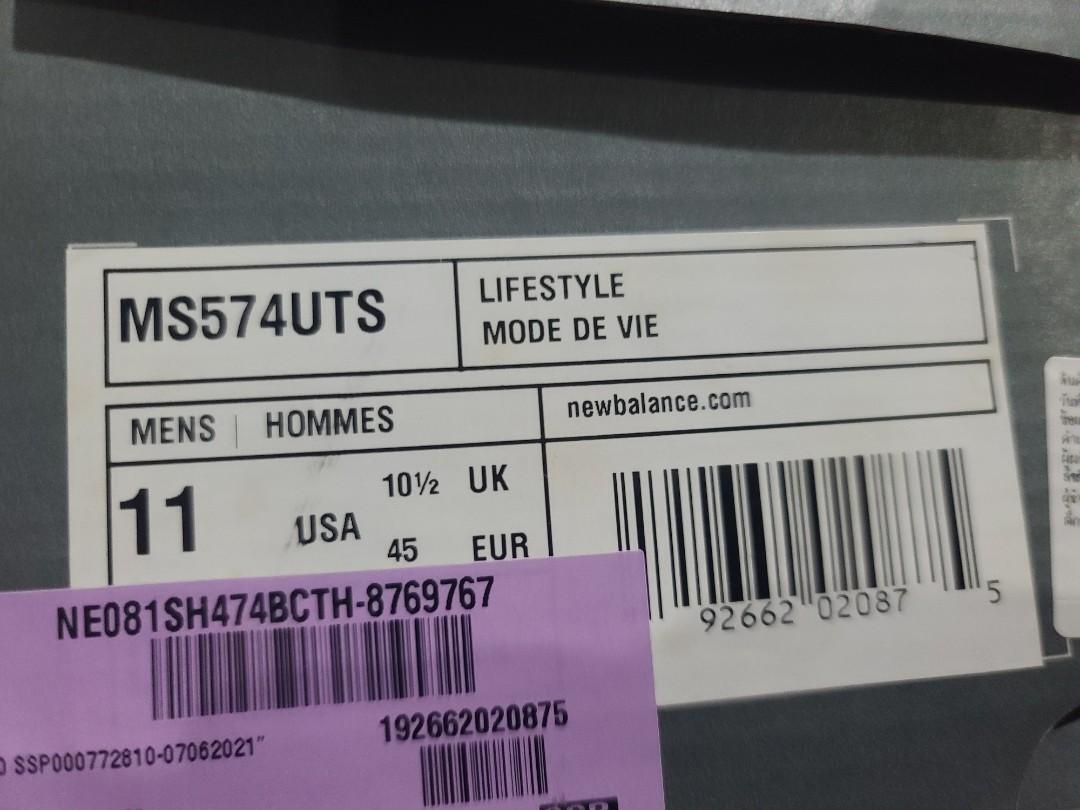 MS574UTS
LIFESTYLE
MODE DE VIE
MENS | HOMMES
newbalance.com
11 USA
10½ UK
45 EUR
92662 02087 5
NE081SH474BCTH-8769767
192662020875
SSP000772810-07062021"